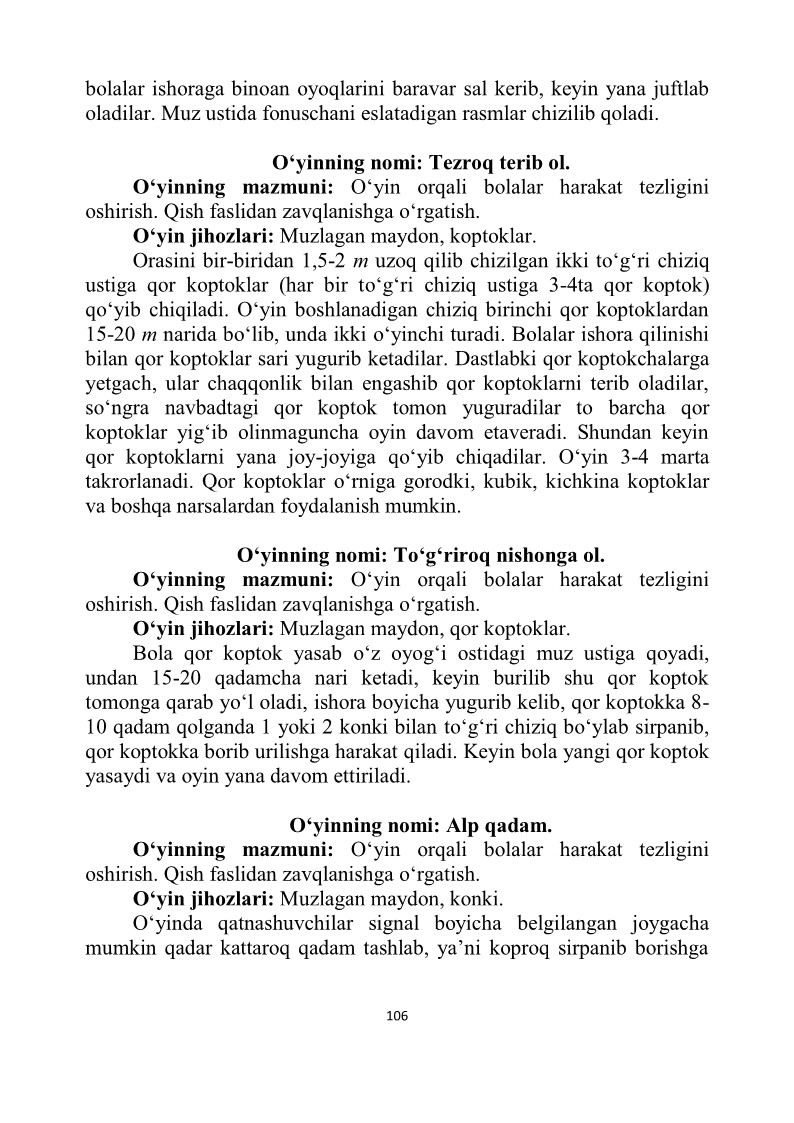 bolalar ishoraga binoan oyoqlarini baravar sal kerib, keyin yana juftlab
oladilar. Muz ustida fonuschani eslatadigan rasmlar chizilib qoladi.
O‘yinning nomi: Tezroq terib ol.
O‘yinning mazmuni: O‘yin orqali bolalar harakat tezligini
oshirish. Qish faslidan zavqlanishga o‘rgatish.
O‘yin jihozlari: Muzlagan maydon, koptoklar.
Orasini bir-biridan 1,5-2 m uzoq qilib chizilgan ikki to‘g‘ri chiziq
ustiga qor koptoklar (har bir to‘g‘ri chiziq ustiga 3-4ta qor koptok)
qo‘yib chiqiladi. O‘yin boshlanadigan chiziq birinchi qor koptoklardan
15-20 m narida bo‘lib, unda ikki o‘yinchi turadi. Bolalar ishora qilinishi
bilan qor koptoklar sari yugurib ketadilar. Dastlabki qor koptokchalarga
yetgach, ular chaqqonlik bilan engashib qor koptoklarni terib oladilar,
so‘ngra navbadtagi qor koptok tomon yuguradilar to barcha qor
koptoklar yig‘ib olinmaguncha oyin davom etaveradi. Shundan keyin
qor koptoklarni yana joy-joyiga qo‘yib chiqadilar. O‘yin 3-4 marta
takrorlanadi. Qor koptoklar o‘rniga gorodki, kubik, kichkina koptoklar
va boshqa narsalardan foydalanish mumkin.
O‘yinning nomi: To‘g‘riroq nishonga ol.
O‘yinning mazmuni: O‘yin orqali bolalar harakat tezligini
oshirish. Qish faslidan zavqlanishga o‘rgatish.
O‘yin jihozlari: Muzlagan maydon, qor koptoklar.
Bola qor koptok yasab o‘z oyog‘i ostidagi muz ustiga qoyadi,
undan 15-20 qadamcha nari ketadi, keyin burilib shu qor koptok
tomonga qarab yo‘l oladi, ishora boyicha yugurib kelib, qor koptokka 8-
10 qadam qolganda 1 yoki 2 konki bilan to‘g‘ri chiziq bo‘ylab sirpanib,
qor koptokka borib urilishga harakat qiladi. Keyin bola yangi qor koptok
yasaydi va oyin yana davom ettiriladi.
O‘yinning nomi: Alp qadam.
O‘yinning mazmuni: O‘yin orqali bolalar harakat tezligini
oshirish. Qish faslidan zavqlanishga o‘rgatish.
O‘yin jihozlari: Muzlagan maydon, konki.
O‘yinda qatnashuvchilar signal boyicha belgilangan joygacha
mumkin qadar kattaroq qadam tashlab, ya’ni koproq sirpanib borishga
106